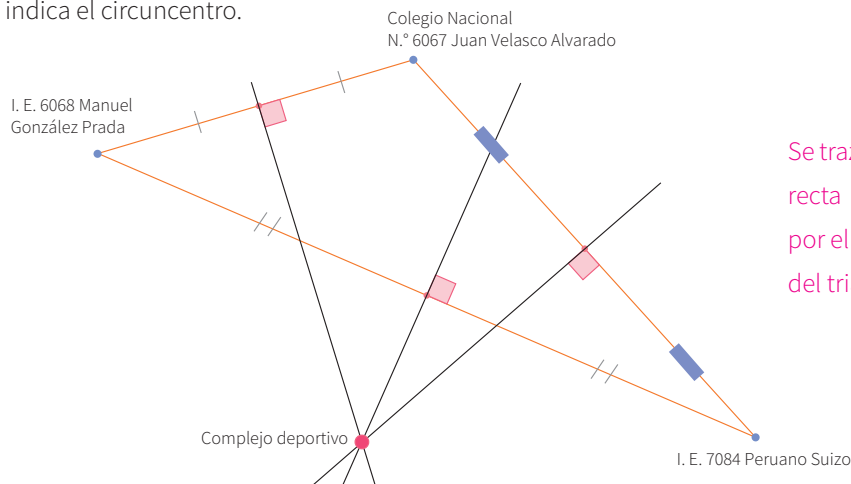 indica el circuncentro.
Colegio Nacional
N.° 6067 Juan Velasco Alvarado
I. E. 6068 Manuel
González Prada
Se traz
recta
por el
del tri
Complejo deportivo
I. E. 7084 Peruano Suizo